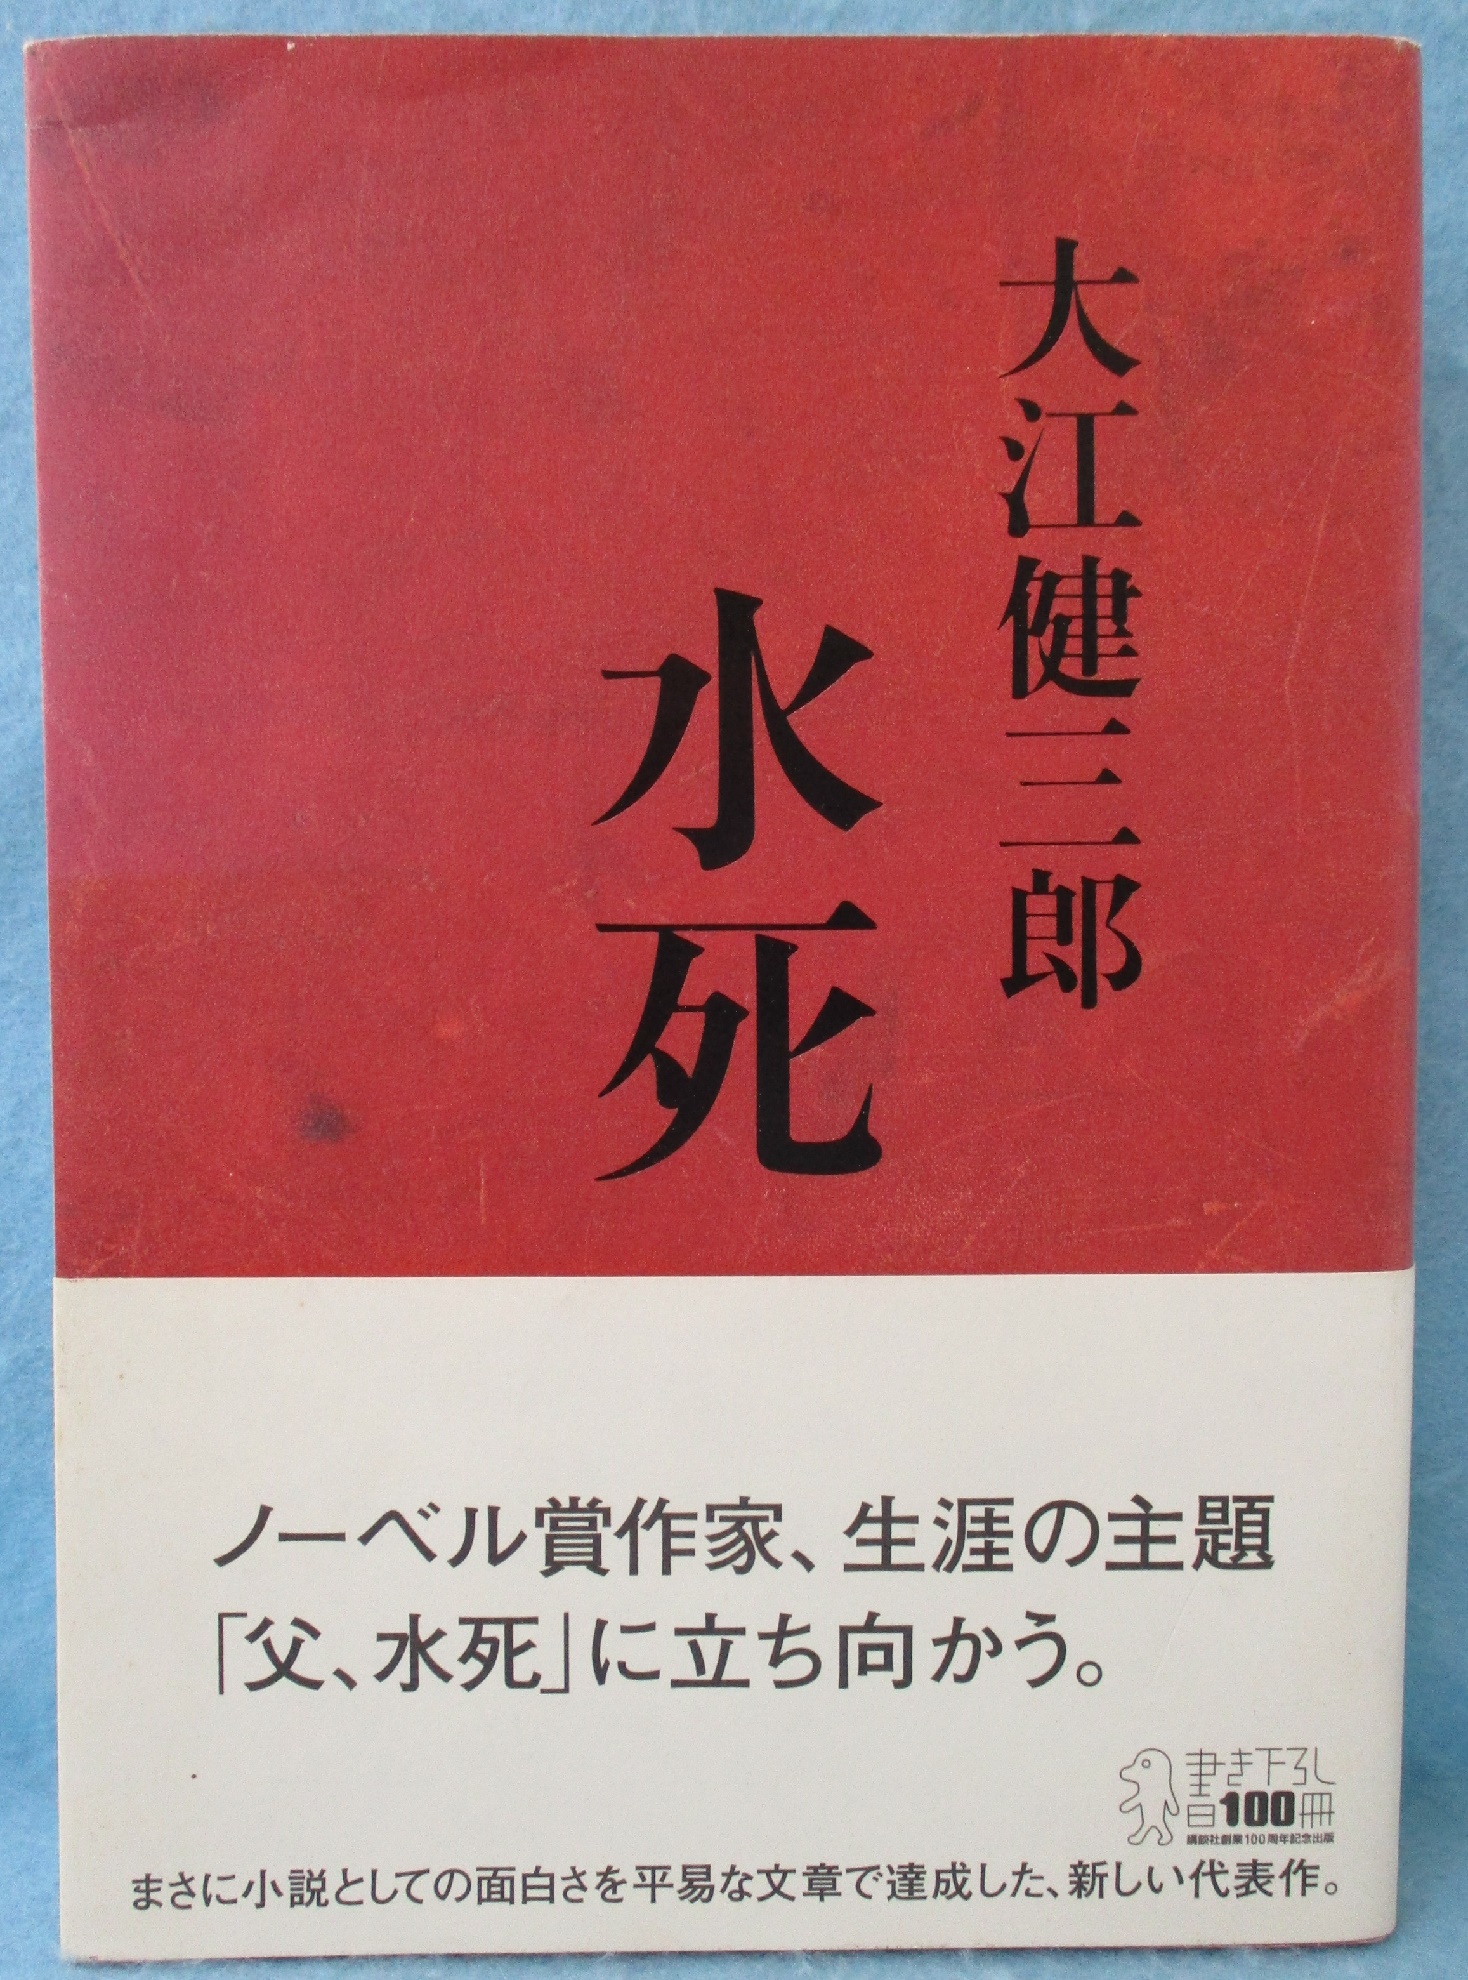 大江健三郎
水死
ノーベル賞作家、生涯の主題
「父、水死」に立ち向かう。
書き下ろし
100冊
講談社創業100周年記念出版
まさに小説としての面白さを平易な文章で達成した、新しい代表作。